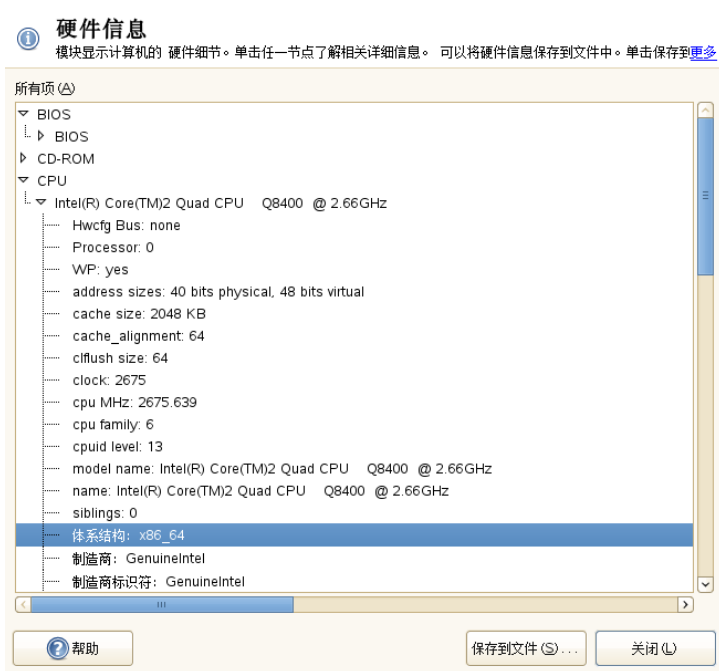 硬件信息
模块显示计算机的 硬件细节。单击任一节点了解相关详细信息。 可以将硬件信息保存到文件中。单击保存到更多
所有项(A)
BIOS
BIOS
CD-ROM
CPU
Intel(R) Core(TM)2 Quad CPU Q8400 @ 2.66GHz
Hwcfg Bus: none
Processor: 0
WP: yes
address sizes: 40 bits physical, 48 bits virtual
cache size: 2048 KB
cache_alignment: 64
clflush size: 64
clock: 2675
cpu MHz: 2675.639
cpu family: 6
cpuid level: 13
model name: Intel(R) Core(TM)2 Quad CPU Q8400 @ 2.66GHz
name: Intel(R) Core(TM)2 Quad CPU Q8400 @ 2.66GHz
siblings: 0
体系结构: x86_64
制造商: GenuineIntel
制造商标识符: GenuineIntel
帮助 保存到文件(S)... 关闭(L)